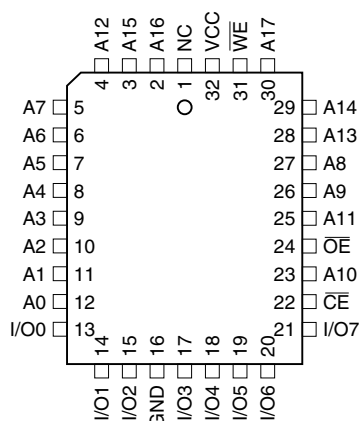 A12 A15 A16 NC VCC WE A17
4 3 2 1 32 31 30
A7 5 29 A14
A6 6 28 A13
A5 7 27 A8
A4 8 26 A9
A3 9 25 A11
A2 10 24 OE
A1 11 23 A10
A0 12 22 CE
I/O0 13 21 I/O7
14 15 16 17 18 19 20
I/O1 I/O2 GND I/O3 I/O4 I/O5 I/O6